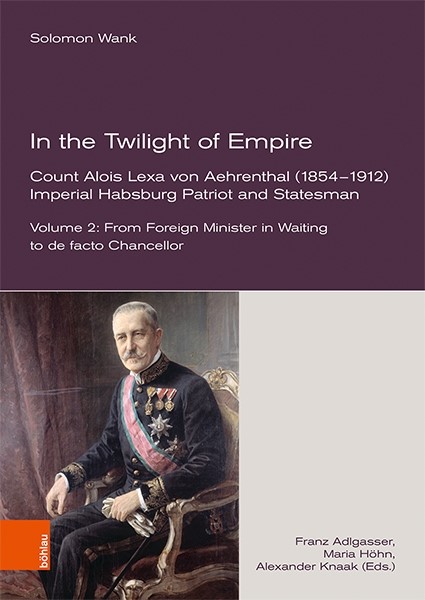 Solomon Wank
In the Twilight of Empire
Count Alois Lexa von Aehrenthal (1854–1912)
Imperial Habsburg Patriot and Statesman
Volume 2: From Foreign Minister in Waiting
to de facto Chancellor
böhlau
Franz Adlgasser,
Maria Höhn,
Alexander Knaak (Eds.)